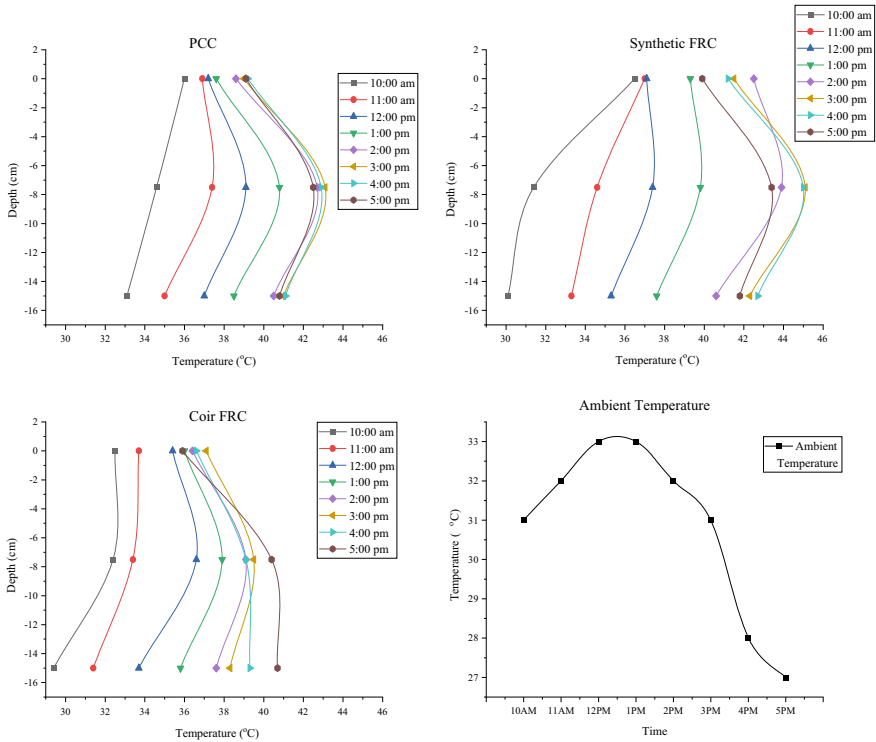 PCC
2
0
-2
-4
-6
-8
-10
-12
-14
-16
Depth (cm)
30 32 34 36 38 40 42 44 46
Temperature (°C)
10:00 am
11:00 am
12:00 pm
1:00 pm
2:00 pm
3:00 pm
4:00 pm
5:00 pm
Synthetic FRC
2
0
-2
-4
-6
-8
-10
-12
-14
-16
Depth (cm)
30 32 34 36 38 40 42 44 46
Temperature (°C)
10:00 am
11:00 am
12:00 pm
1:00 pm
2:00 pm
3:00 pm
4:00 pm
5:00 pm
Coir FRC
2
0
-2
-4
-6
-8
-10
-12
-14
-16
Depth (cm)
30 32 34 36 38 40 42 44 46
Temperature (°C)
10:00 am
11:00 am
12:00 pm
1:00 pm
2:00 pm
3:00 pm
4:00 pm
5:00 pm
Ambient Temperature
33
32
31
29
28
27
Temperature ( °C)
10AM 11AM 12PM 1PM 2PM 3PM 4PM 5PM
Time
Ambient
Temperature